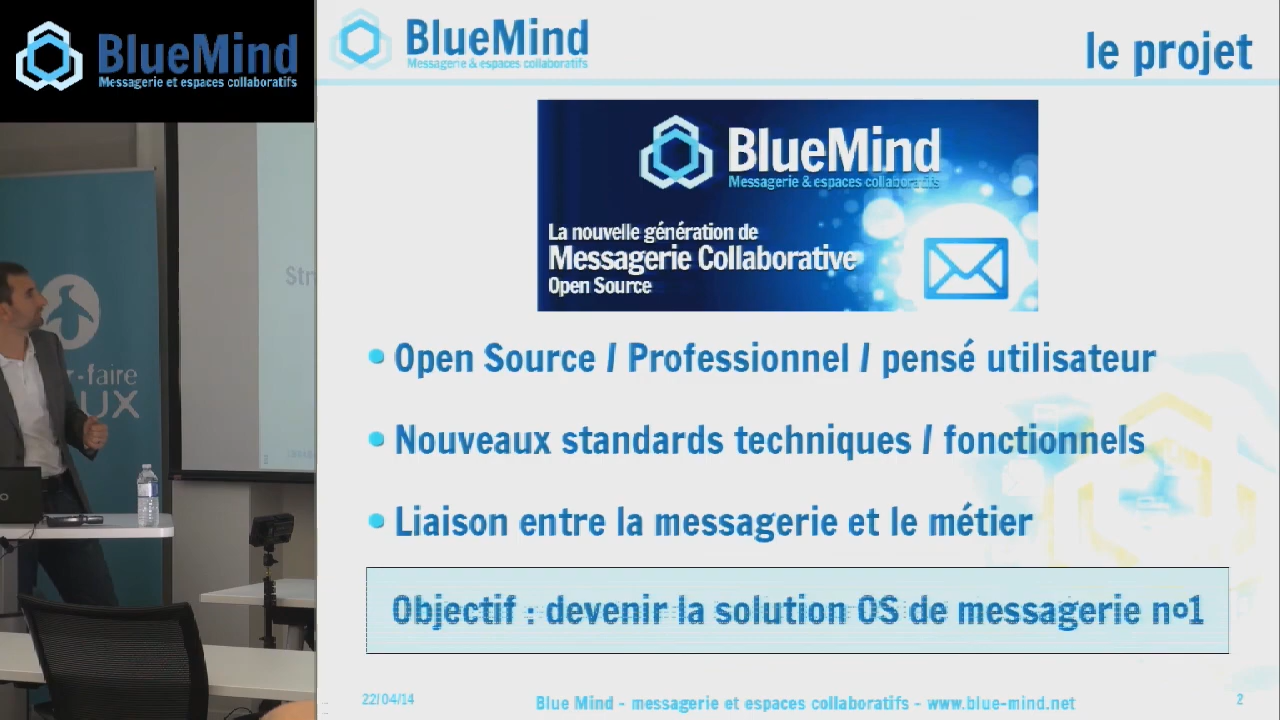 BlueMind
Messagerie et espaces collaboratifs
BlueMind
Messagerie & espaces collaboratifs
le projet
BlueMind
Messagerie & espaces collaboratifs
La nouvelle génération de
Messagerie Collaborative
Open Source
• Open Source / Professionnel / pensé utilisateur
• Nouveaux standards techniques / fonctionnels
• Liaison entre la messagerie et le métier
Objectif : devenir la solution OS de messagerie nº1
22/04/14
Blue Mind - messagerie et espaces collaboratifs - www.blue-mind.net
2